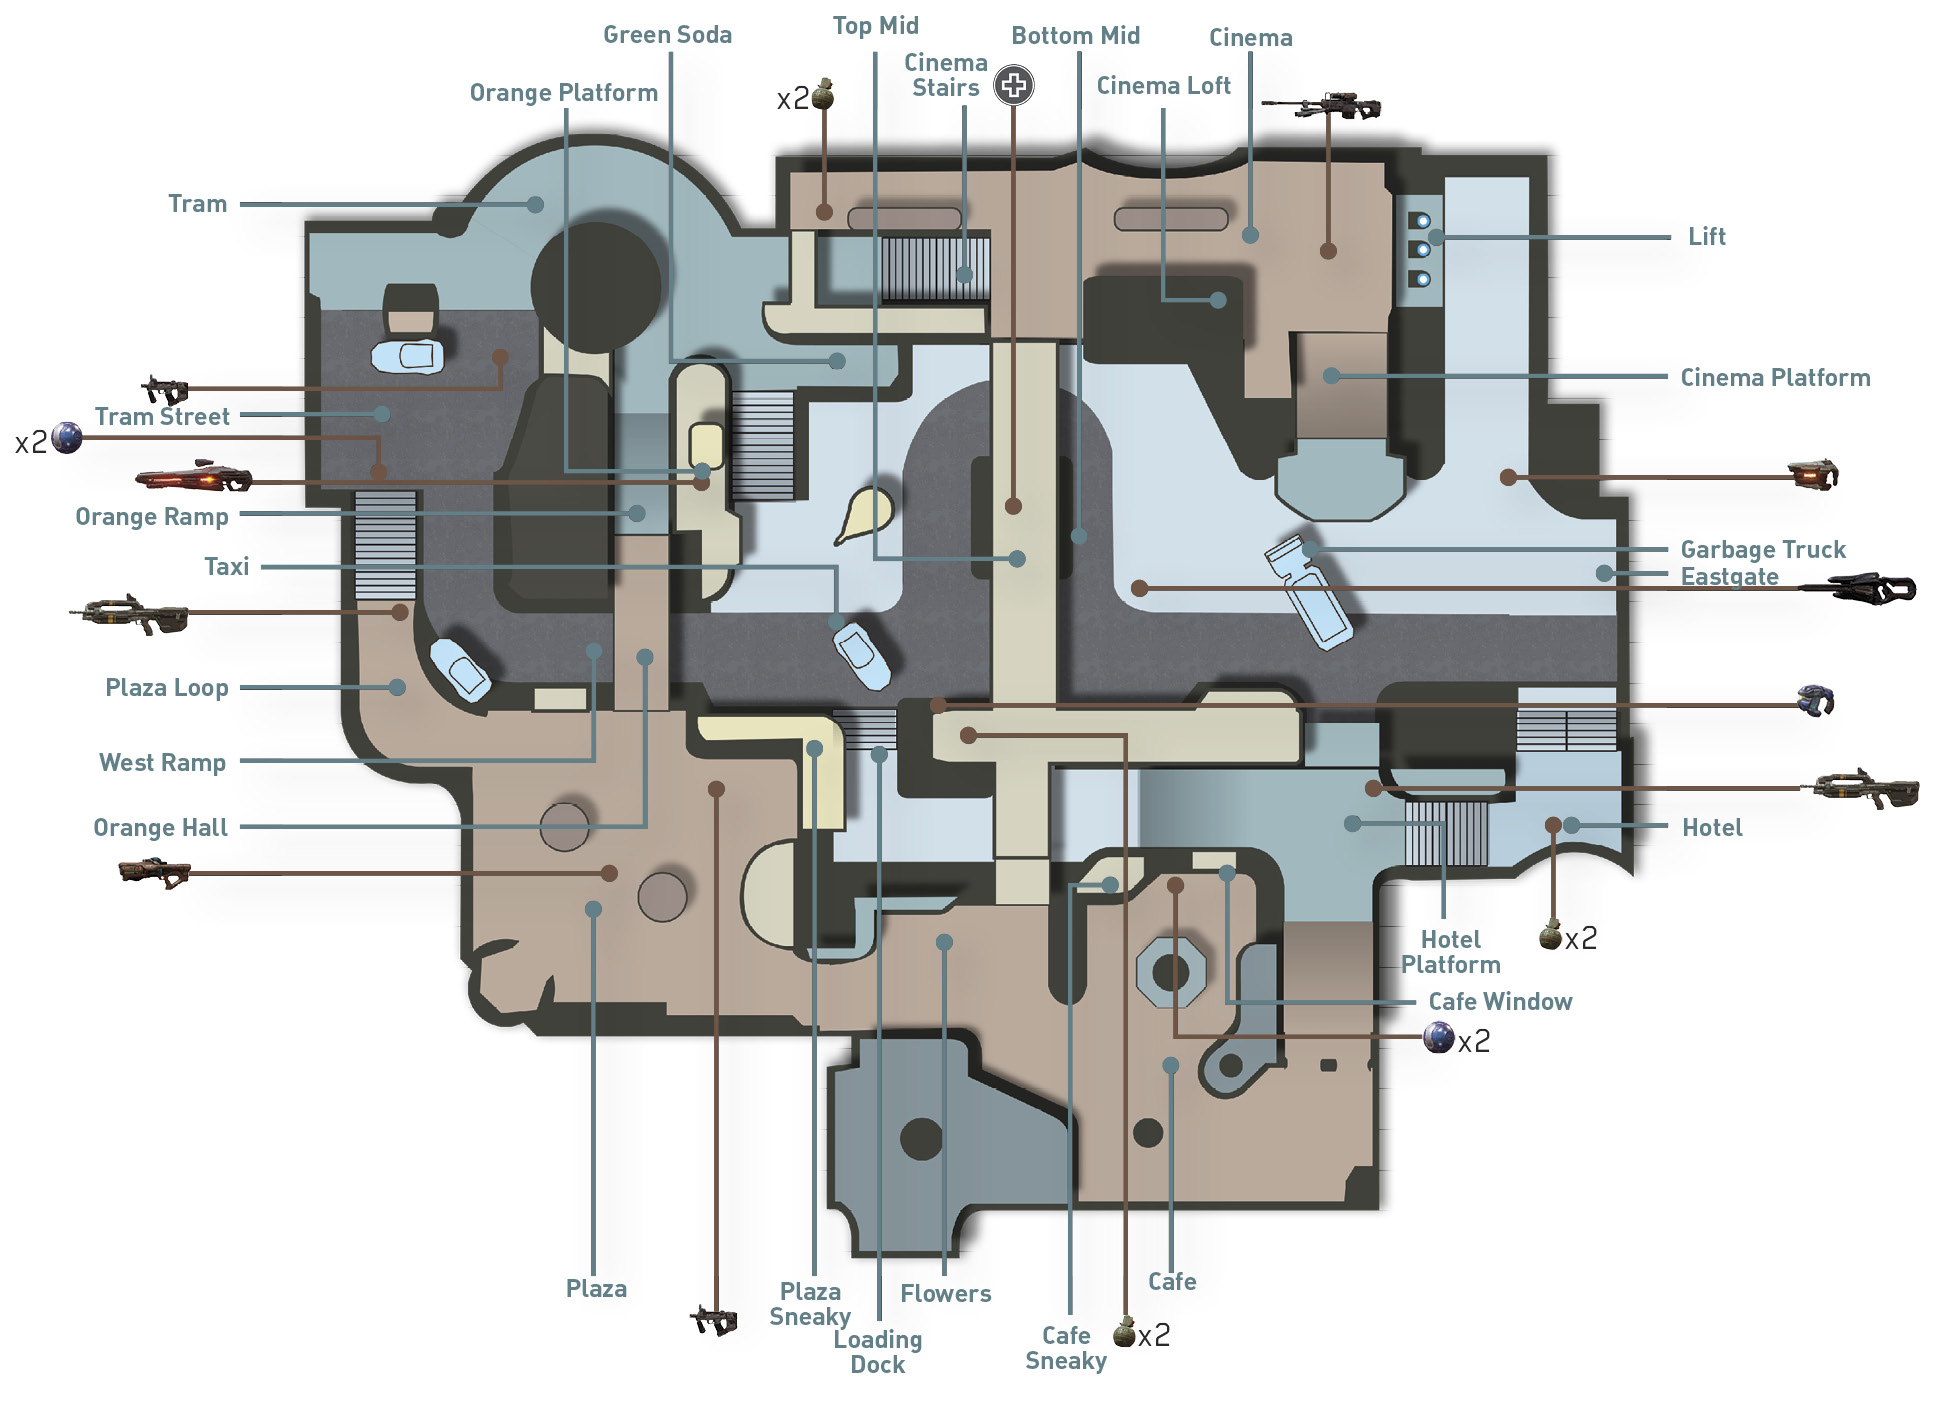 Top Mid
Green Soda
Bottom Mid
Cinema
Cinema
Stairs
Orange Platform
x2
Cinema Loft
Tram
Lift
Cinema Platform
Tram Street
x2
Orange Ramp
Garbage Truck
Taxi
Eastgate
Plaza Loop
West Ramp
Orange Hall
Hotel
Hotel
Platform
x2
Cafe Window
x2
Plaza
Plaza
Sneaky
Flowers
Cafe
Loading
Dock
Cafe
Sneaky
x2